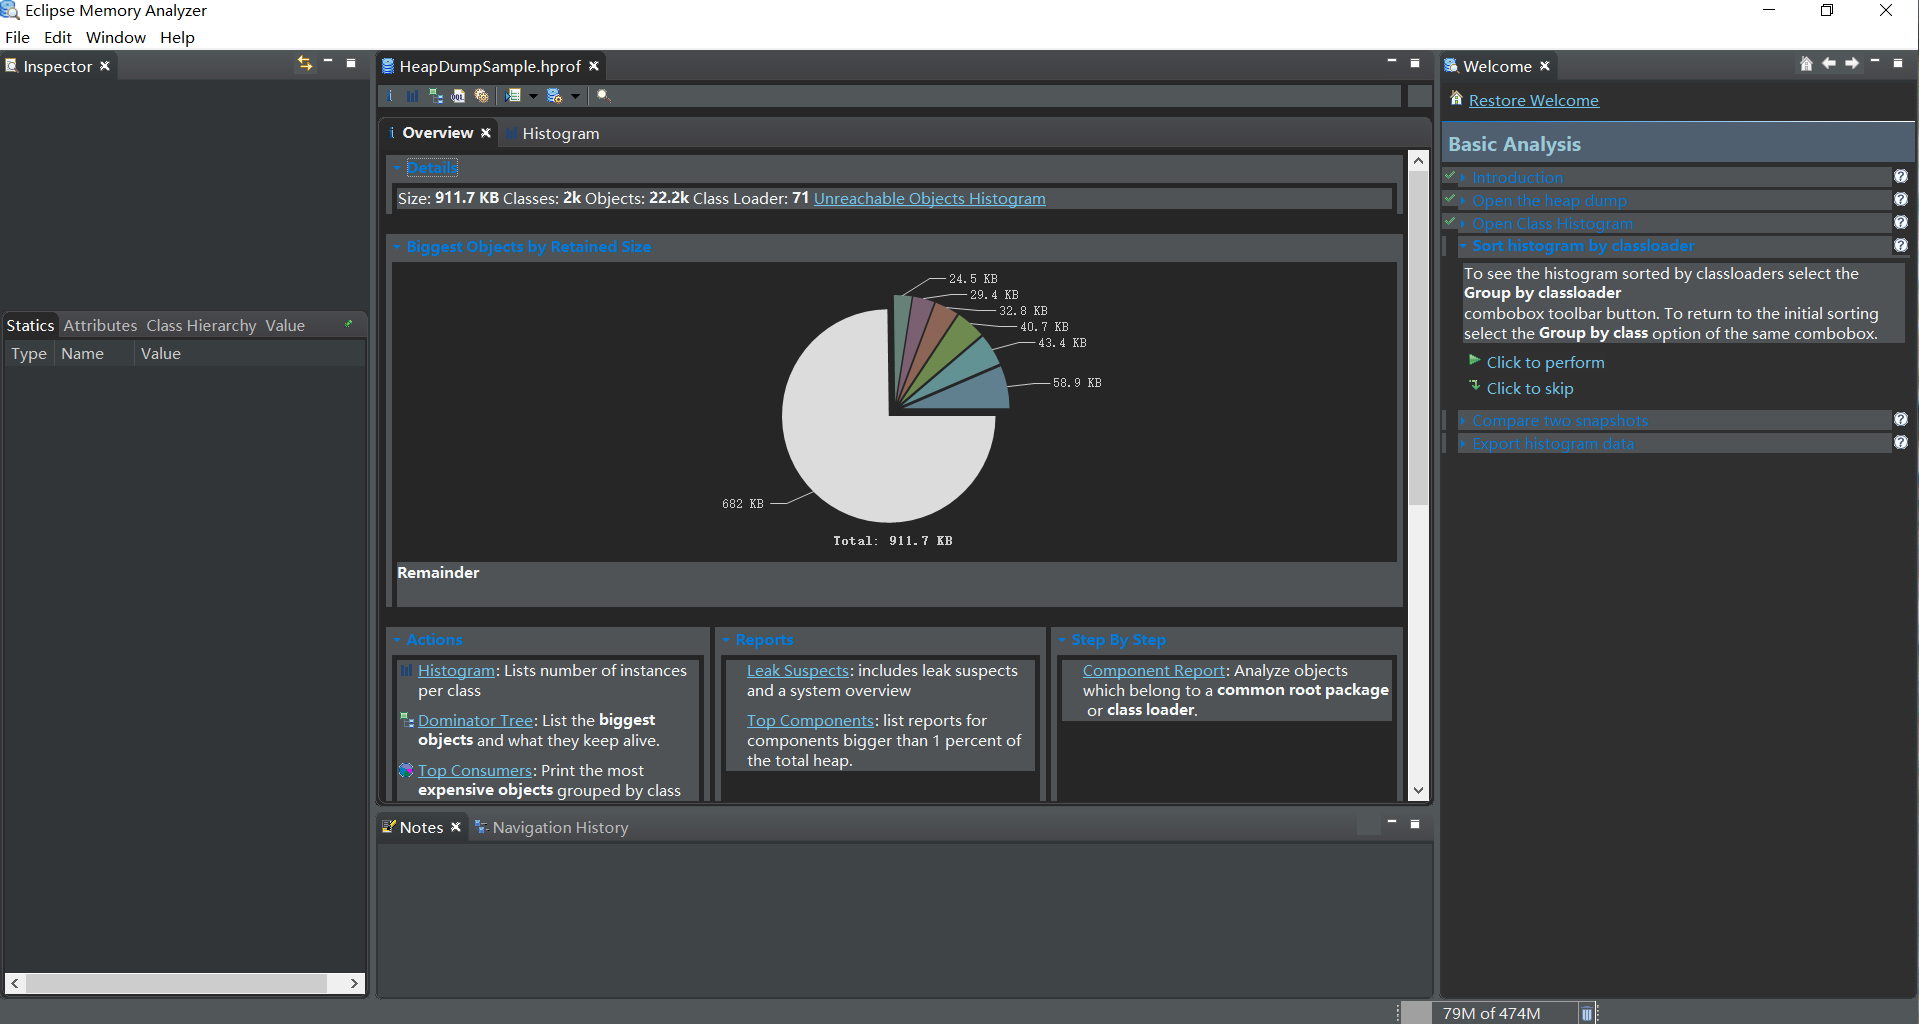 Eclipse Memory Analyzer
File Edit Window Help
Inspector
Statics Attributes Class Hierarchy Value
Type Name Value
HeapDumpSample.hprof
Overview Histogram
Details
Size: 911.7 KB Classes: 2k Objects: 22.2k Class Loader: 71 Unreachable Objects Histogram
Biggest Objects by Retained Size
24.5 KB
29.4 KB
32.8 KB
40.7 KB
43.4 KB
58.9 KB
682 KB
Total: 911.7 KB
Remainder
Actions
Histogram: Lists number of instances
per class
Dominator Tree: List the biggest
objects and what they keep alive.
Top Consumers: Print the most
expensive objects grouped by class
Reports
Leak Suspects: includes leak suspects
and a system overview
Top Components: list reports for
components bigger than 1 percent of
the total heap.
Step By Step
Component Report: Analyze objects
which belong to a common root package
or class loader.
Notes Navigation History
Welcome
Restore Welcome
Basic Analysis
Introduction
Open the heap dump
Open Class Histogram
Sort histogram by classloader
To see the histogram sorted by classloaders select the
Group by classloader
combobox toolbar button. To return to the initial sorting
select the Group by class option of the same combobox.
Click to perform
Click to skip
Compare two snapshots
Export histogram data
79M of 474M